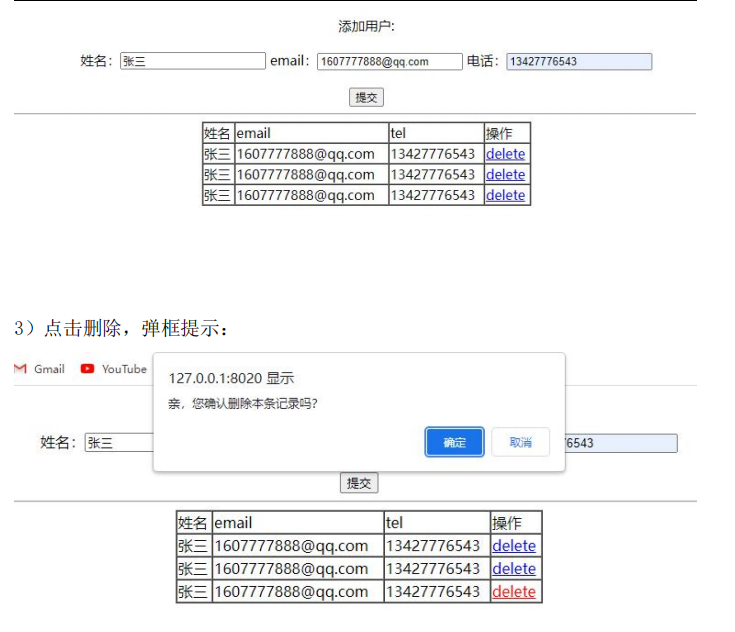 添加用户:
姓名: 张三 email: 1607777888@qq.com 电话: 13427776543
提交
姓名 email tel 操作
张三 1607777888@qq.com 13427776543 delete
张三 1607777888@qq.com 13427776543 delete
张三 1607777888@qq.com 13427776543 delete
3）点击删除，弹框提示：
Gmail YouTube
127.0.0.1:8020 显示
亲，您确认删除本条记录吗?
确定 取消
姓名: 张三 6543
提交
姓名 email tel 操作
张三 1607777888@qq.com 13427776543 delete
张三 1607777888@qq.com 13427776543 delete
张三 1607777888@qq.com 13427776543 delete